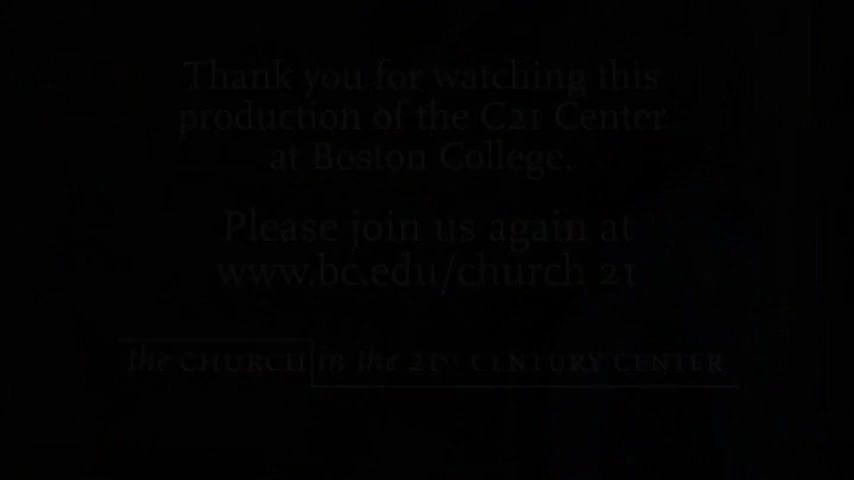 Thank you for watching this
production of the C21 Center
at Boston College.
Please join us again at
www.bc.edu/church 21
the CHURCH in the 21ST CENTURY CENTER